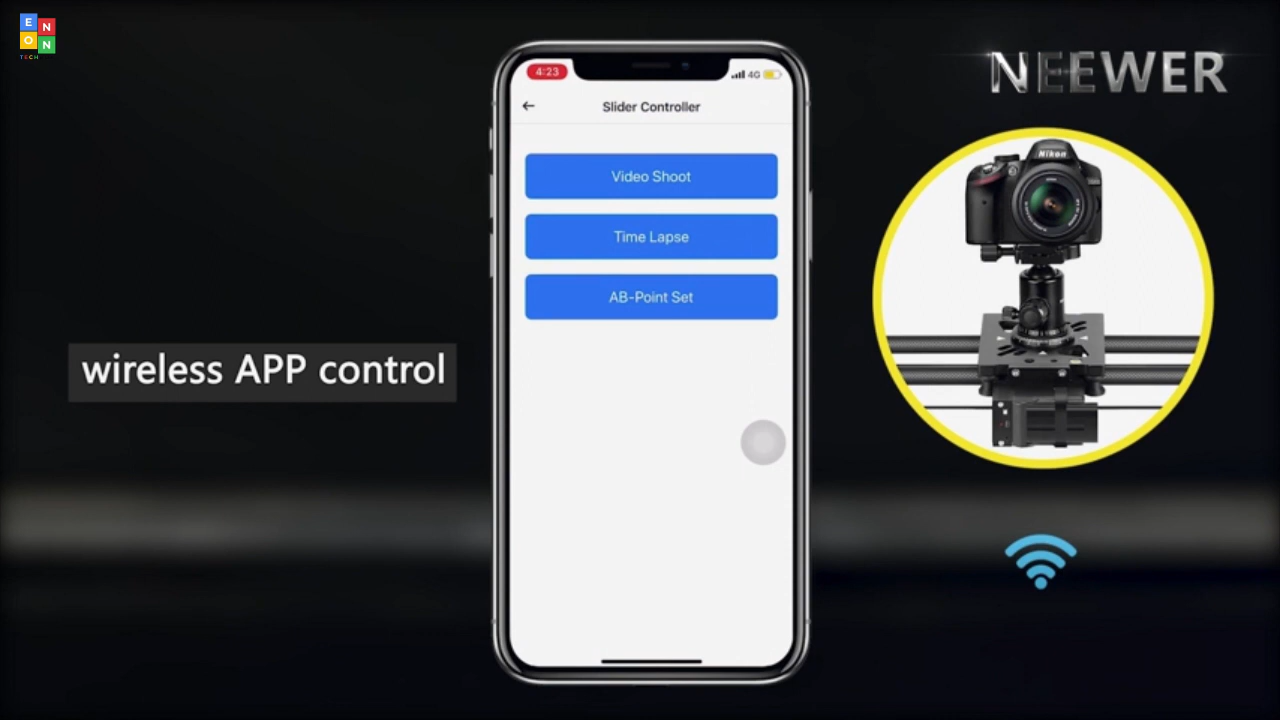 E N
O N
TECH
NEEWER
4:23
4G
Slider Controller
Video Shoot
Time Lapse
AB-Point Set
wireless APP control
Nikon